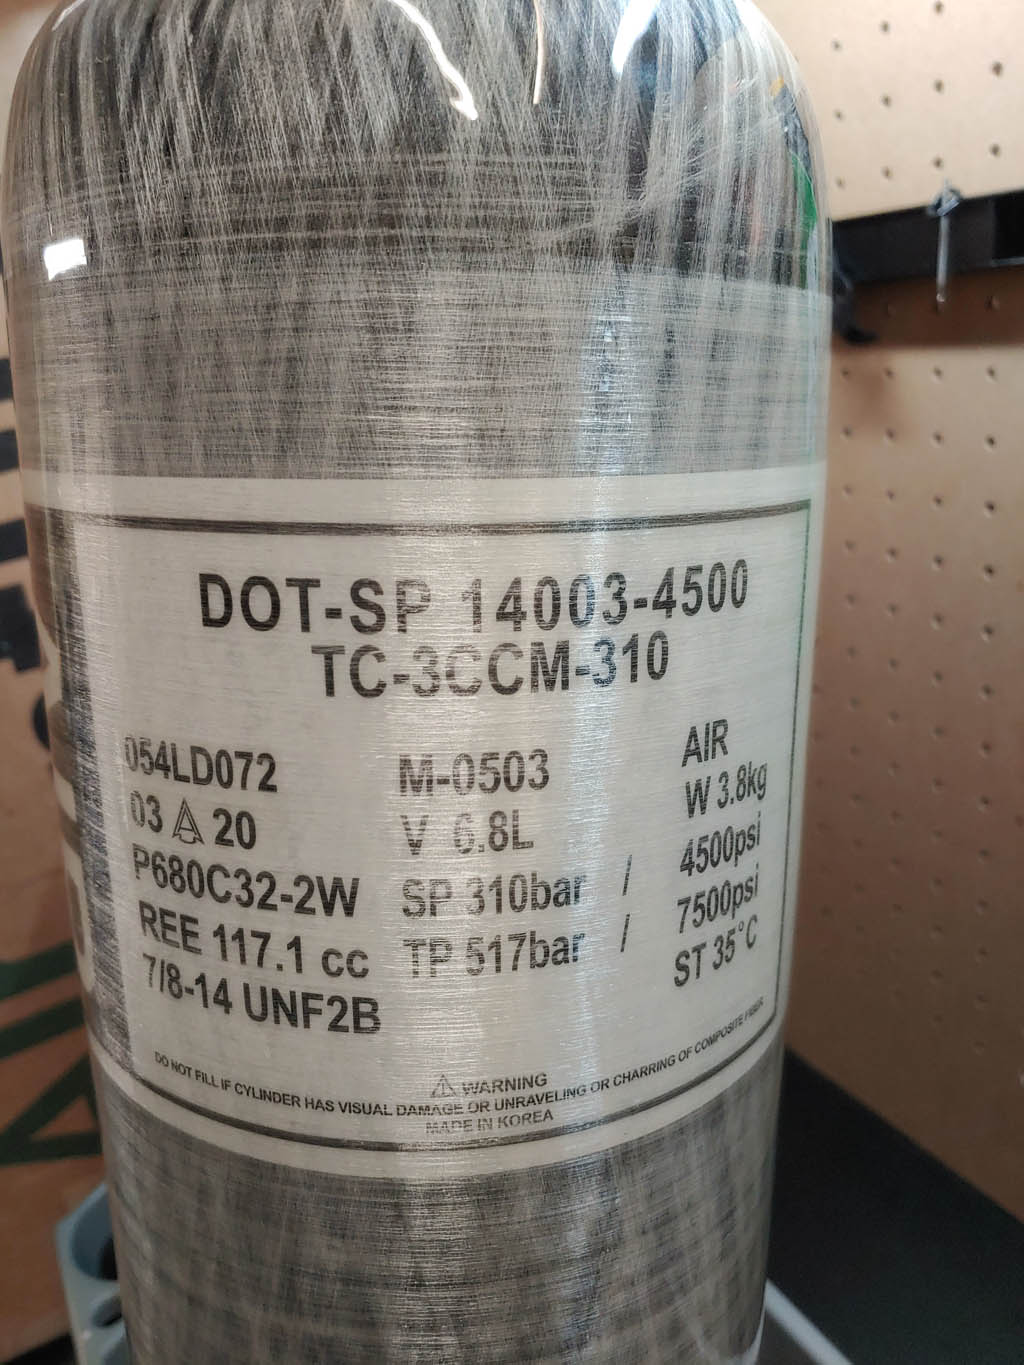 DOT-SP 14003-4500
TC-3CCM-310
054LD072 M-0503 AIR
03 20 V 6.8L W 3.8kg
P680C32-2W SP 310bar / 4500psi
REE 117.1 cc TP 517bar / 7500psi
7/8-14 UNF2B ST 35°C
WARNING
DO NOT FILL IF CYLINDER HAS VISUAL DAMAGE OR UNRAVELING OR CHARRING OF COMPOSITE FIBER
MADE IN KOREA